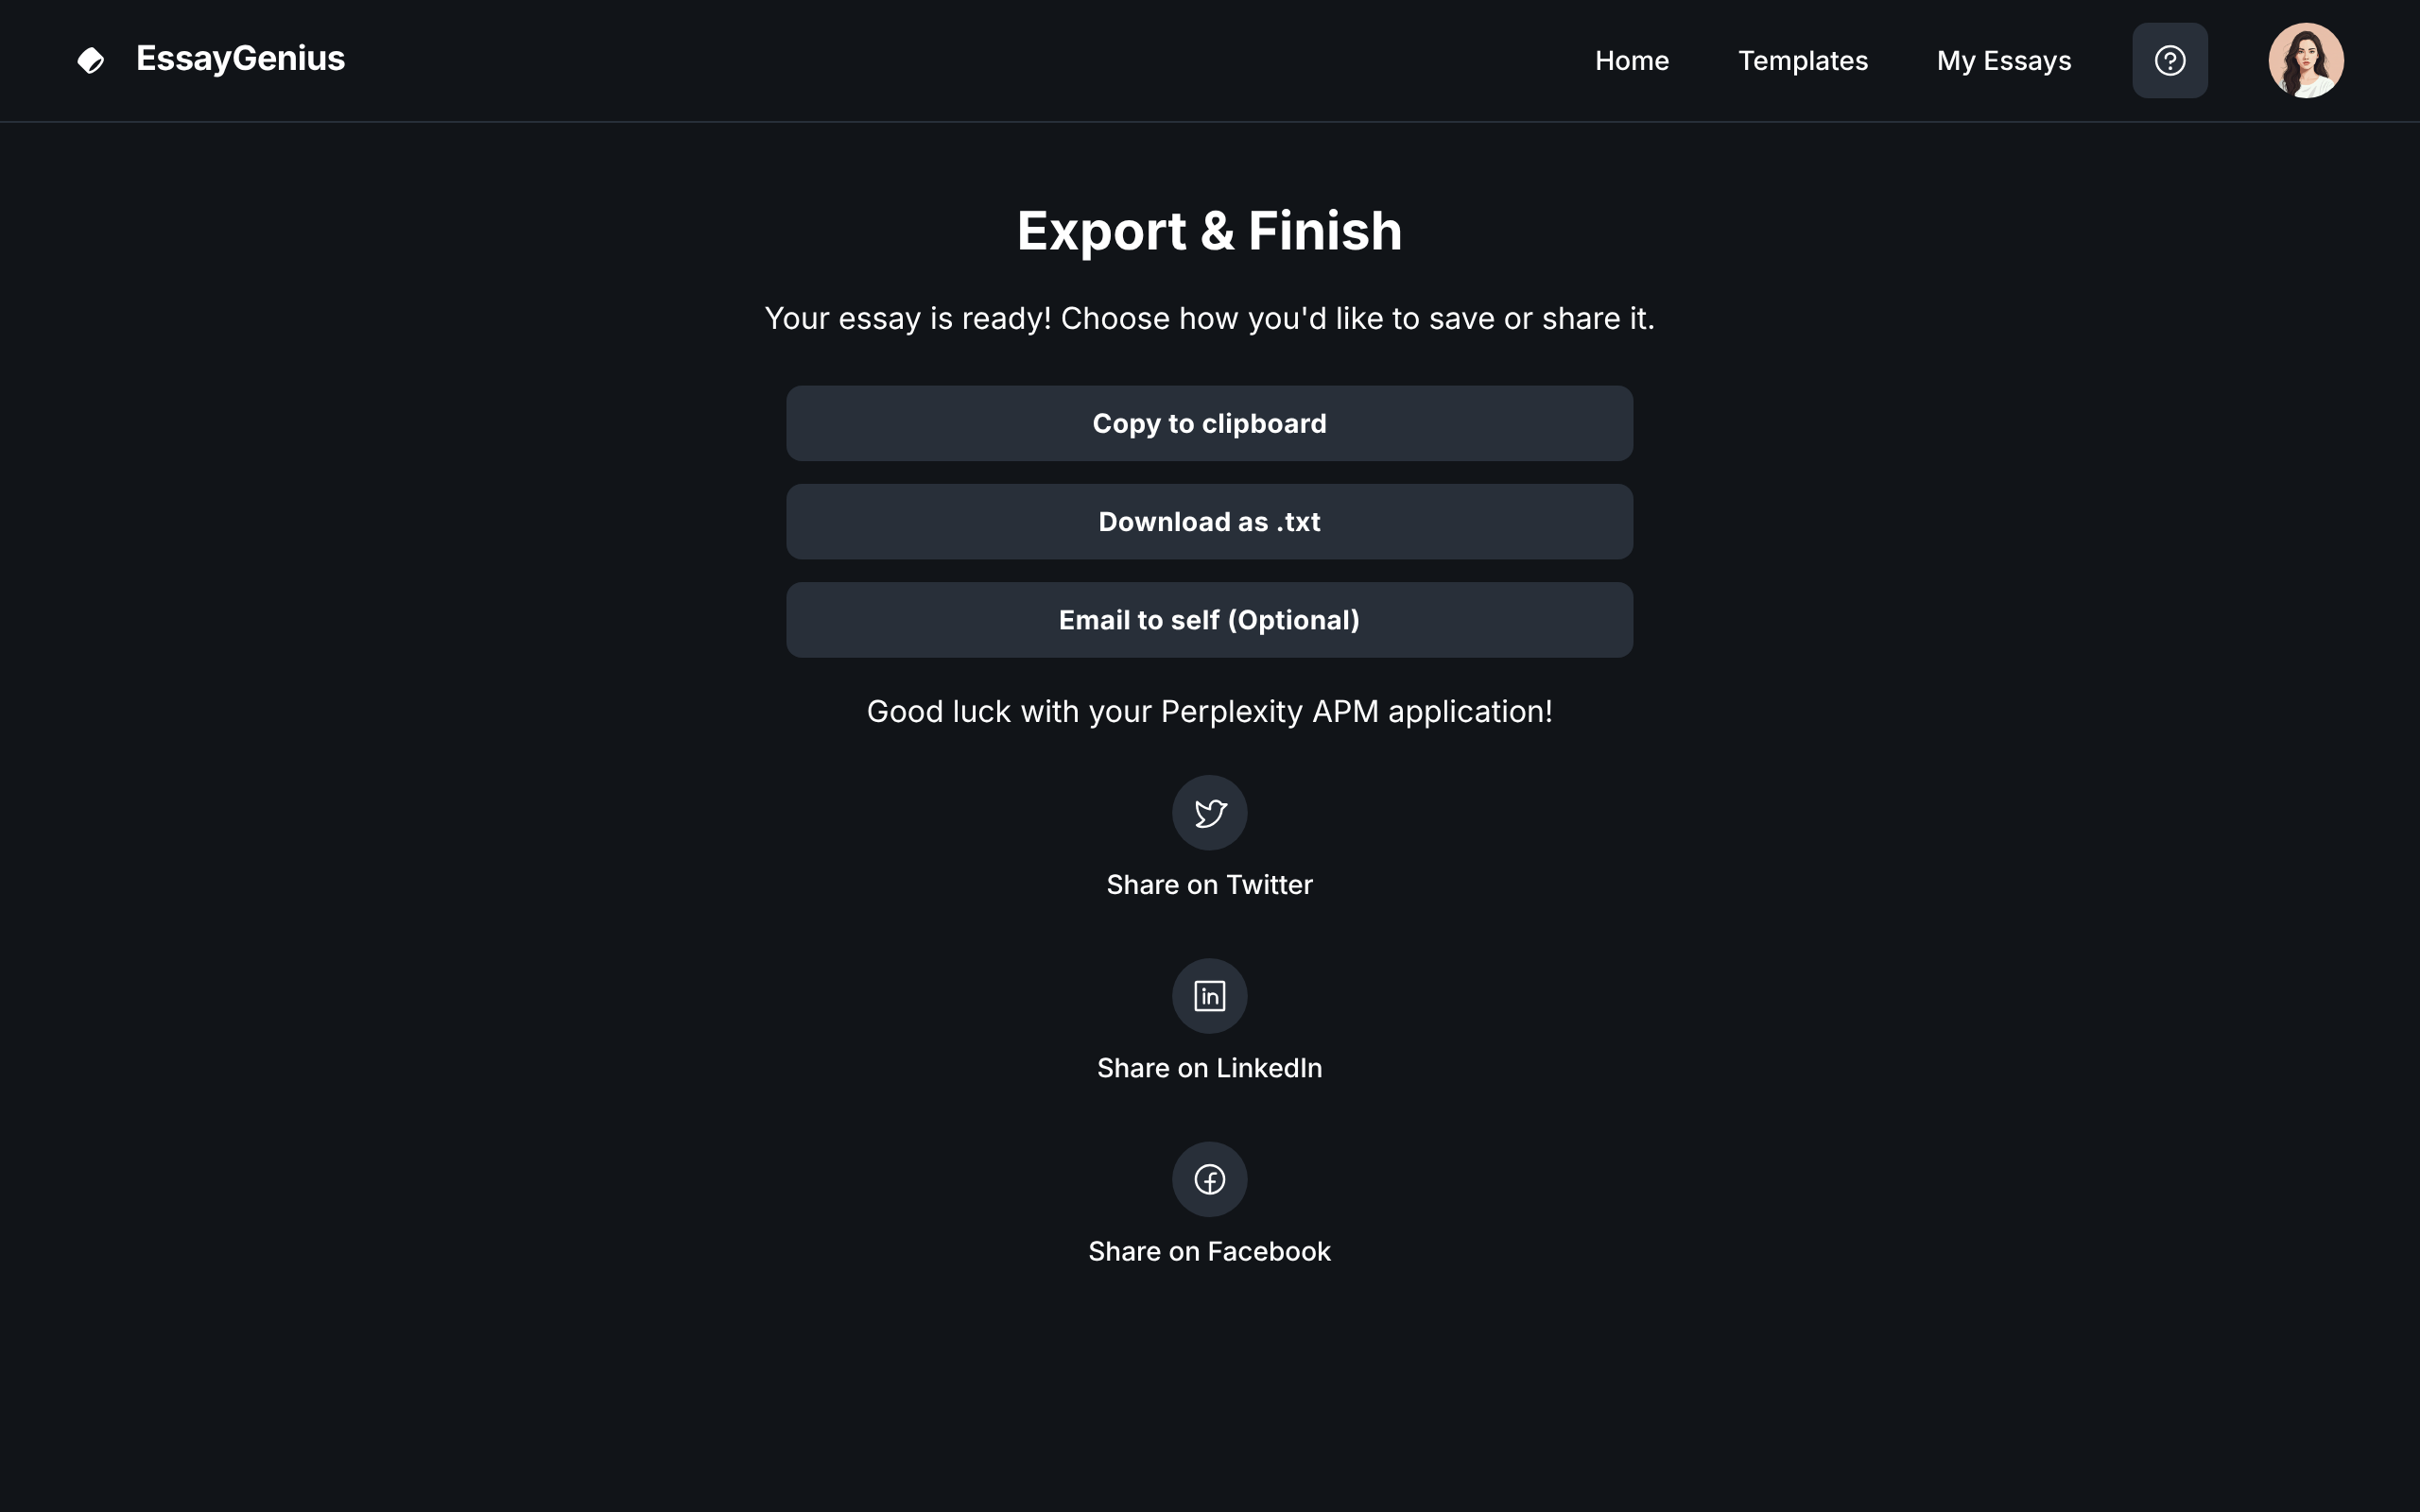 EssayGenius
Home
Templates
My Essays
Export & Finish
Your essay is ready! Choose how you'd like to save or share it.
Copy to clipboard
Download as .txt
Email to self (Optional)
Good luck with your Perplexity APM application!
Share on Twitter
in
Share on LinkedIn
Share on Facebook